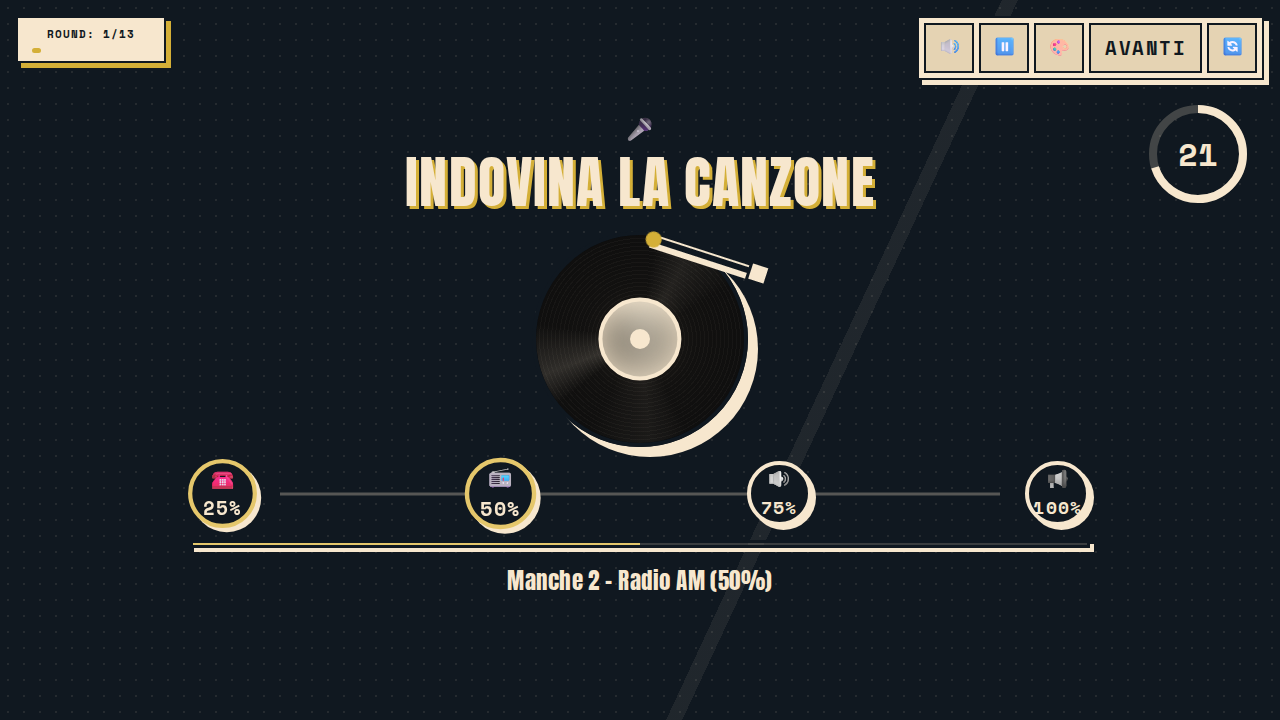 ROUND: 1/13
AVANTI
21
INDOVINA LA CANZONE
25%
50%
75%
100%
Manche 2 - Radio AM (50%)